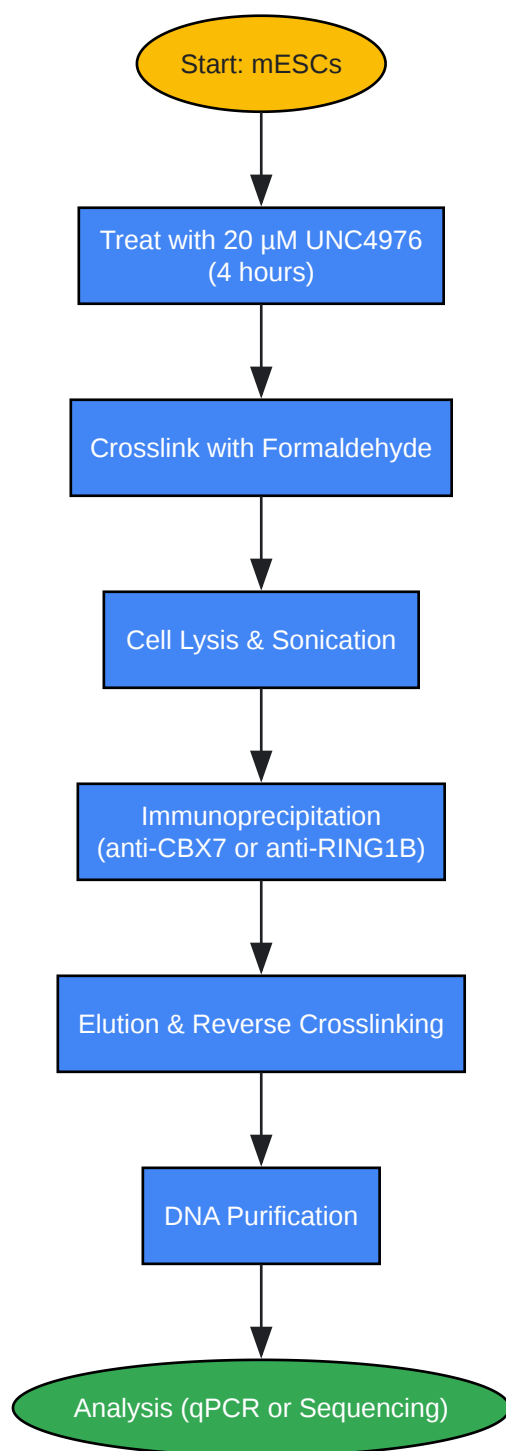 Start: mESCs
Treat with 20 µM UNC4976
(4 hours)
Crosslink with Formaldehyde
Cell Lysis & Sonication
Immunoprecipitation
(anti-CBX7 or anti-RING1B)
Elution & Reverse Crosslinking
DNA Purification
Analysis (qPCR or Sequencing)